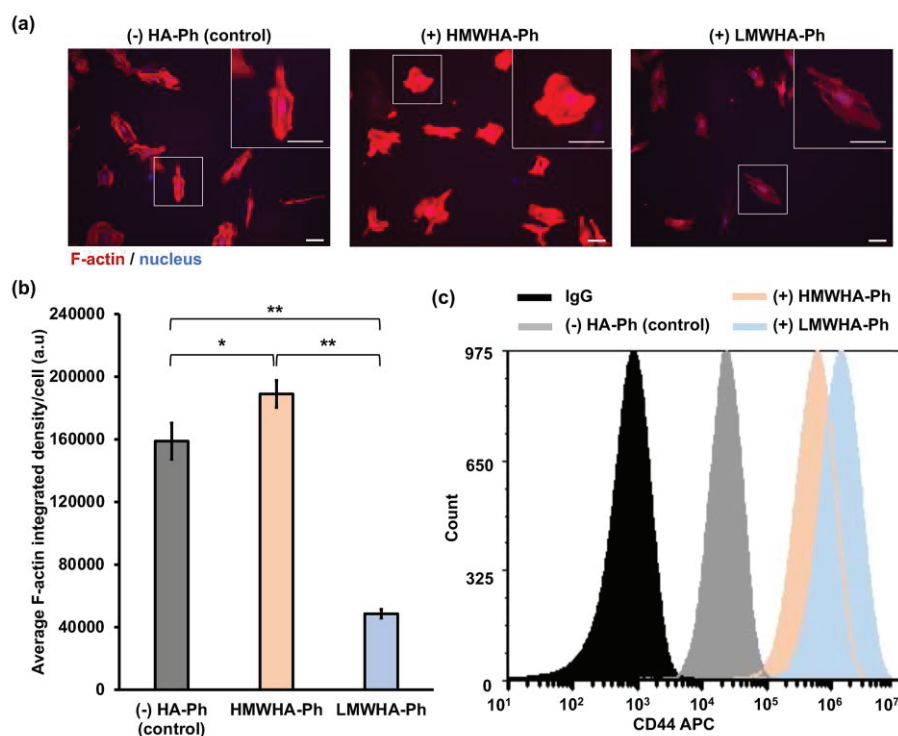 (a)
(-) HA-Ph (control) (+) HMWHA-Ph (+) LMWHA-Ph
F-actin / nucleus
(b)
Average F-actin integrated density/cell (a.u)
240000
200000
160000
120000
80000
40000
0
**
* **
(-) HA-Ph (control) HMWHA-Ph LMWHA-Ph
(c)
IgG (+) HMWHA-Ph
(-) HA-Ph (control) (+) LMWHA-Ph
Count
975
650
325
0
10¹ 10² 10³ 10⁴ 10⁵ 10⁶ 10⁷
CD44 APC